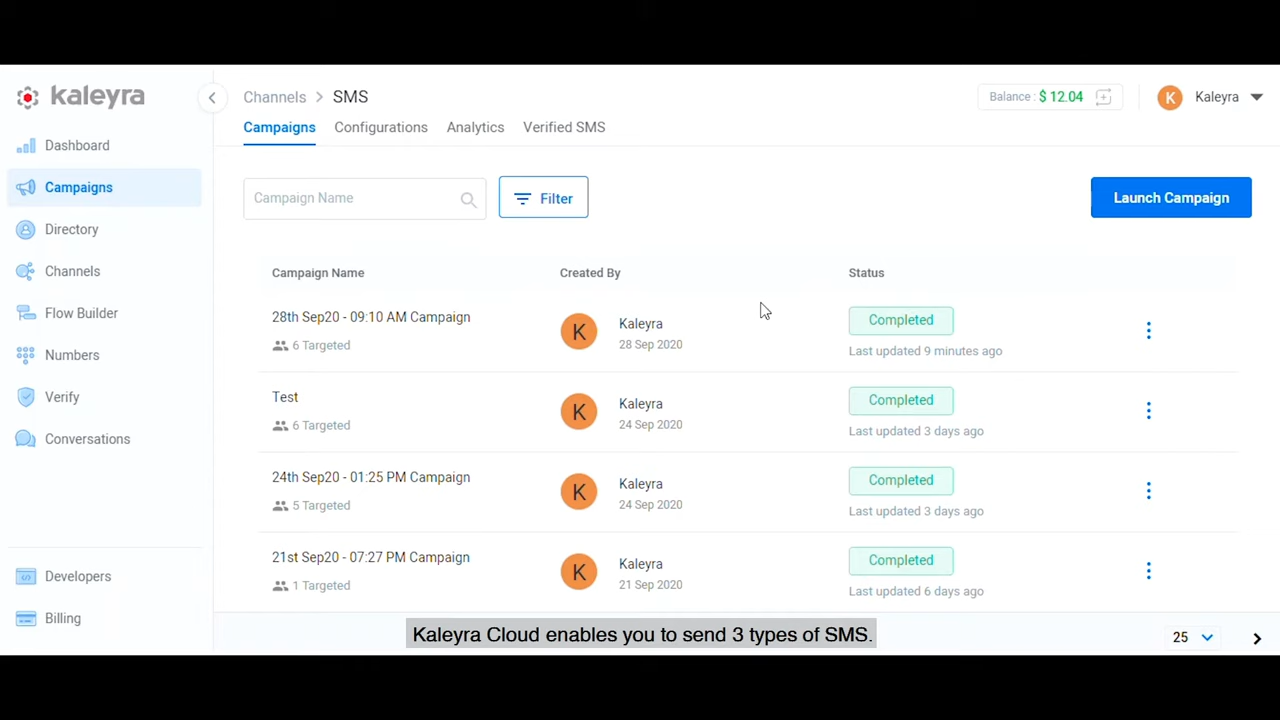 kaleyra
Channels > SMS
Balance : $ 12.04
K
Kaleyra
Campaigns
Configurations
Analytics
Verified SMS
Dashboard
Campaigns
Directory
Channels
Flow Builder
Numbers
Verify
Conversations
Developers
Billing
Campaign Name
Filter
Launch Campaign
Campaign Name
Created By
Status
28th Sep20 - 09:10 AM Campaign
6 Targeted
K
Kaleyra
28 Sep 2020
Completed
Last updated 9 minutes ago
Test
6 Targeted
K
Kaleyra
24 Sep 2020
Completed
Last updated 3 days ago
24th Sep20 - 01:25 PM Campaign
5 Targeted
K
Kaleyra
24 Sep 2020
Completed
Last updated 3 days ago
21st Sep20 - 07:27 PM Campaign
1 Targeted
K
Kaleyra
21 Sep 2020
Completed
Last updated 6 days ago
Kaleyra Cloud enables you to send 3 types of SMS.
25